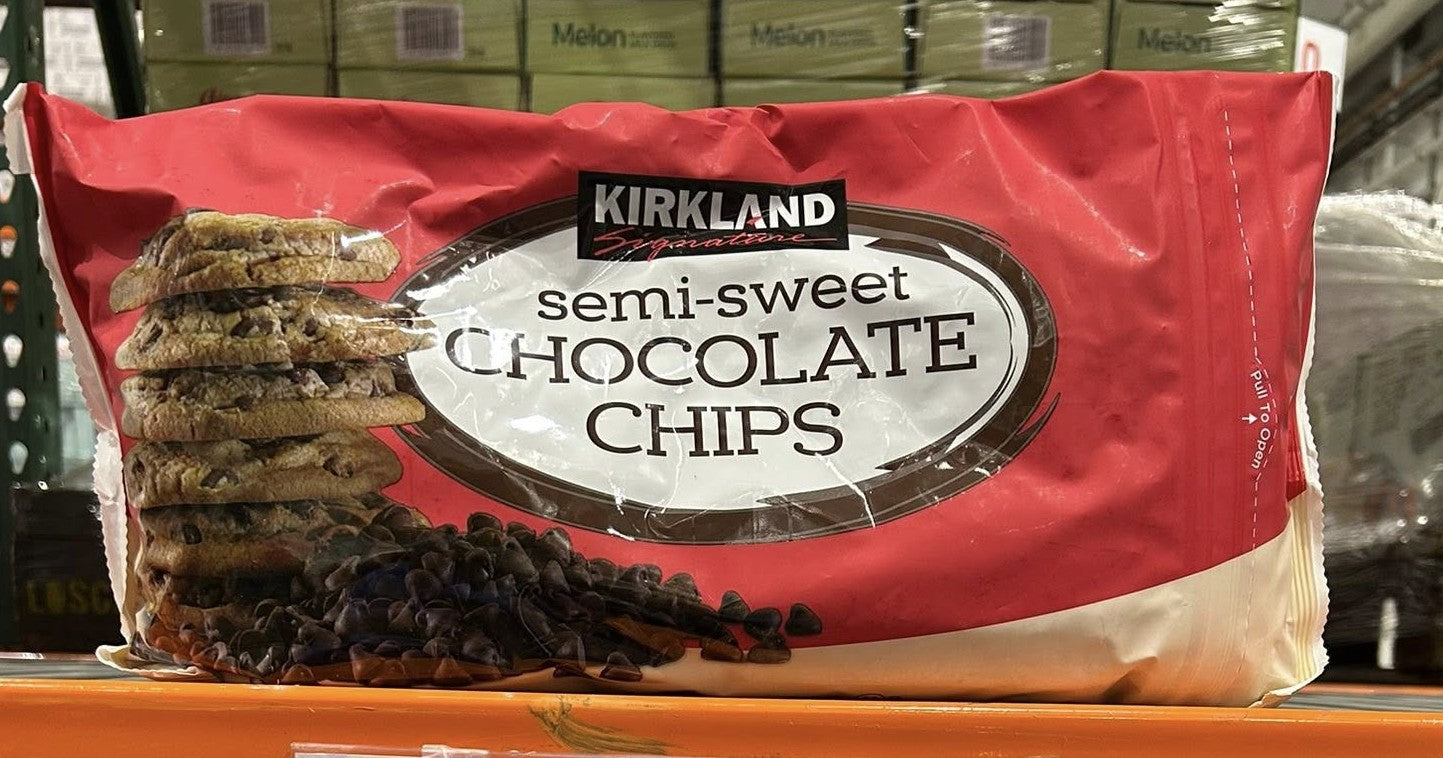 Melon
Melon
Melon
KIRKLAND
Signature
semi-sweet
CHOCOLATE
CHIPS
Pull To Open